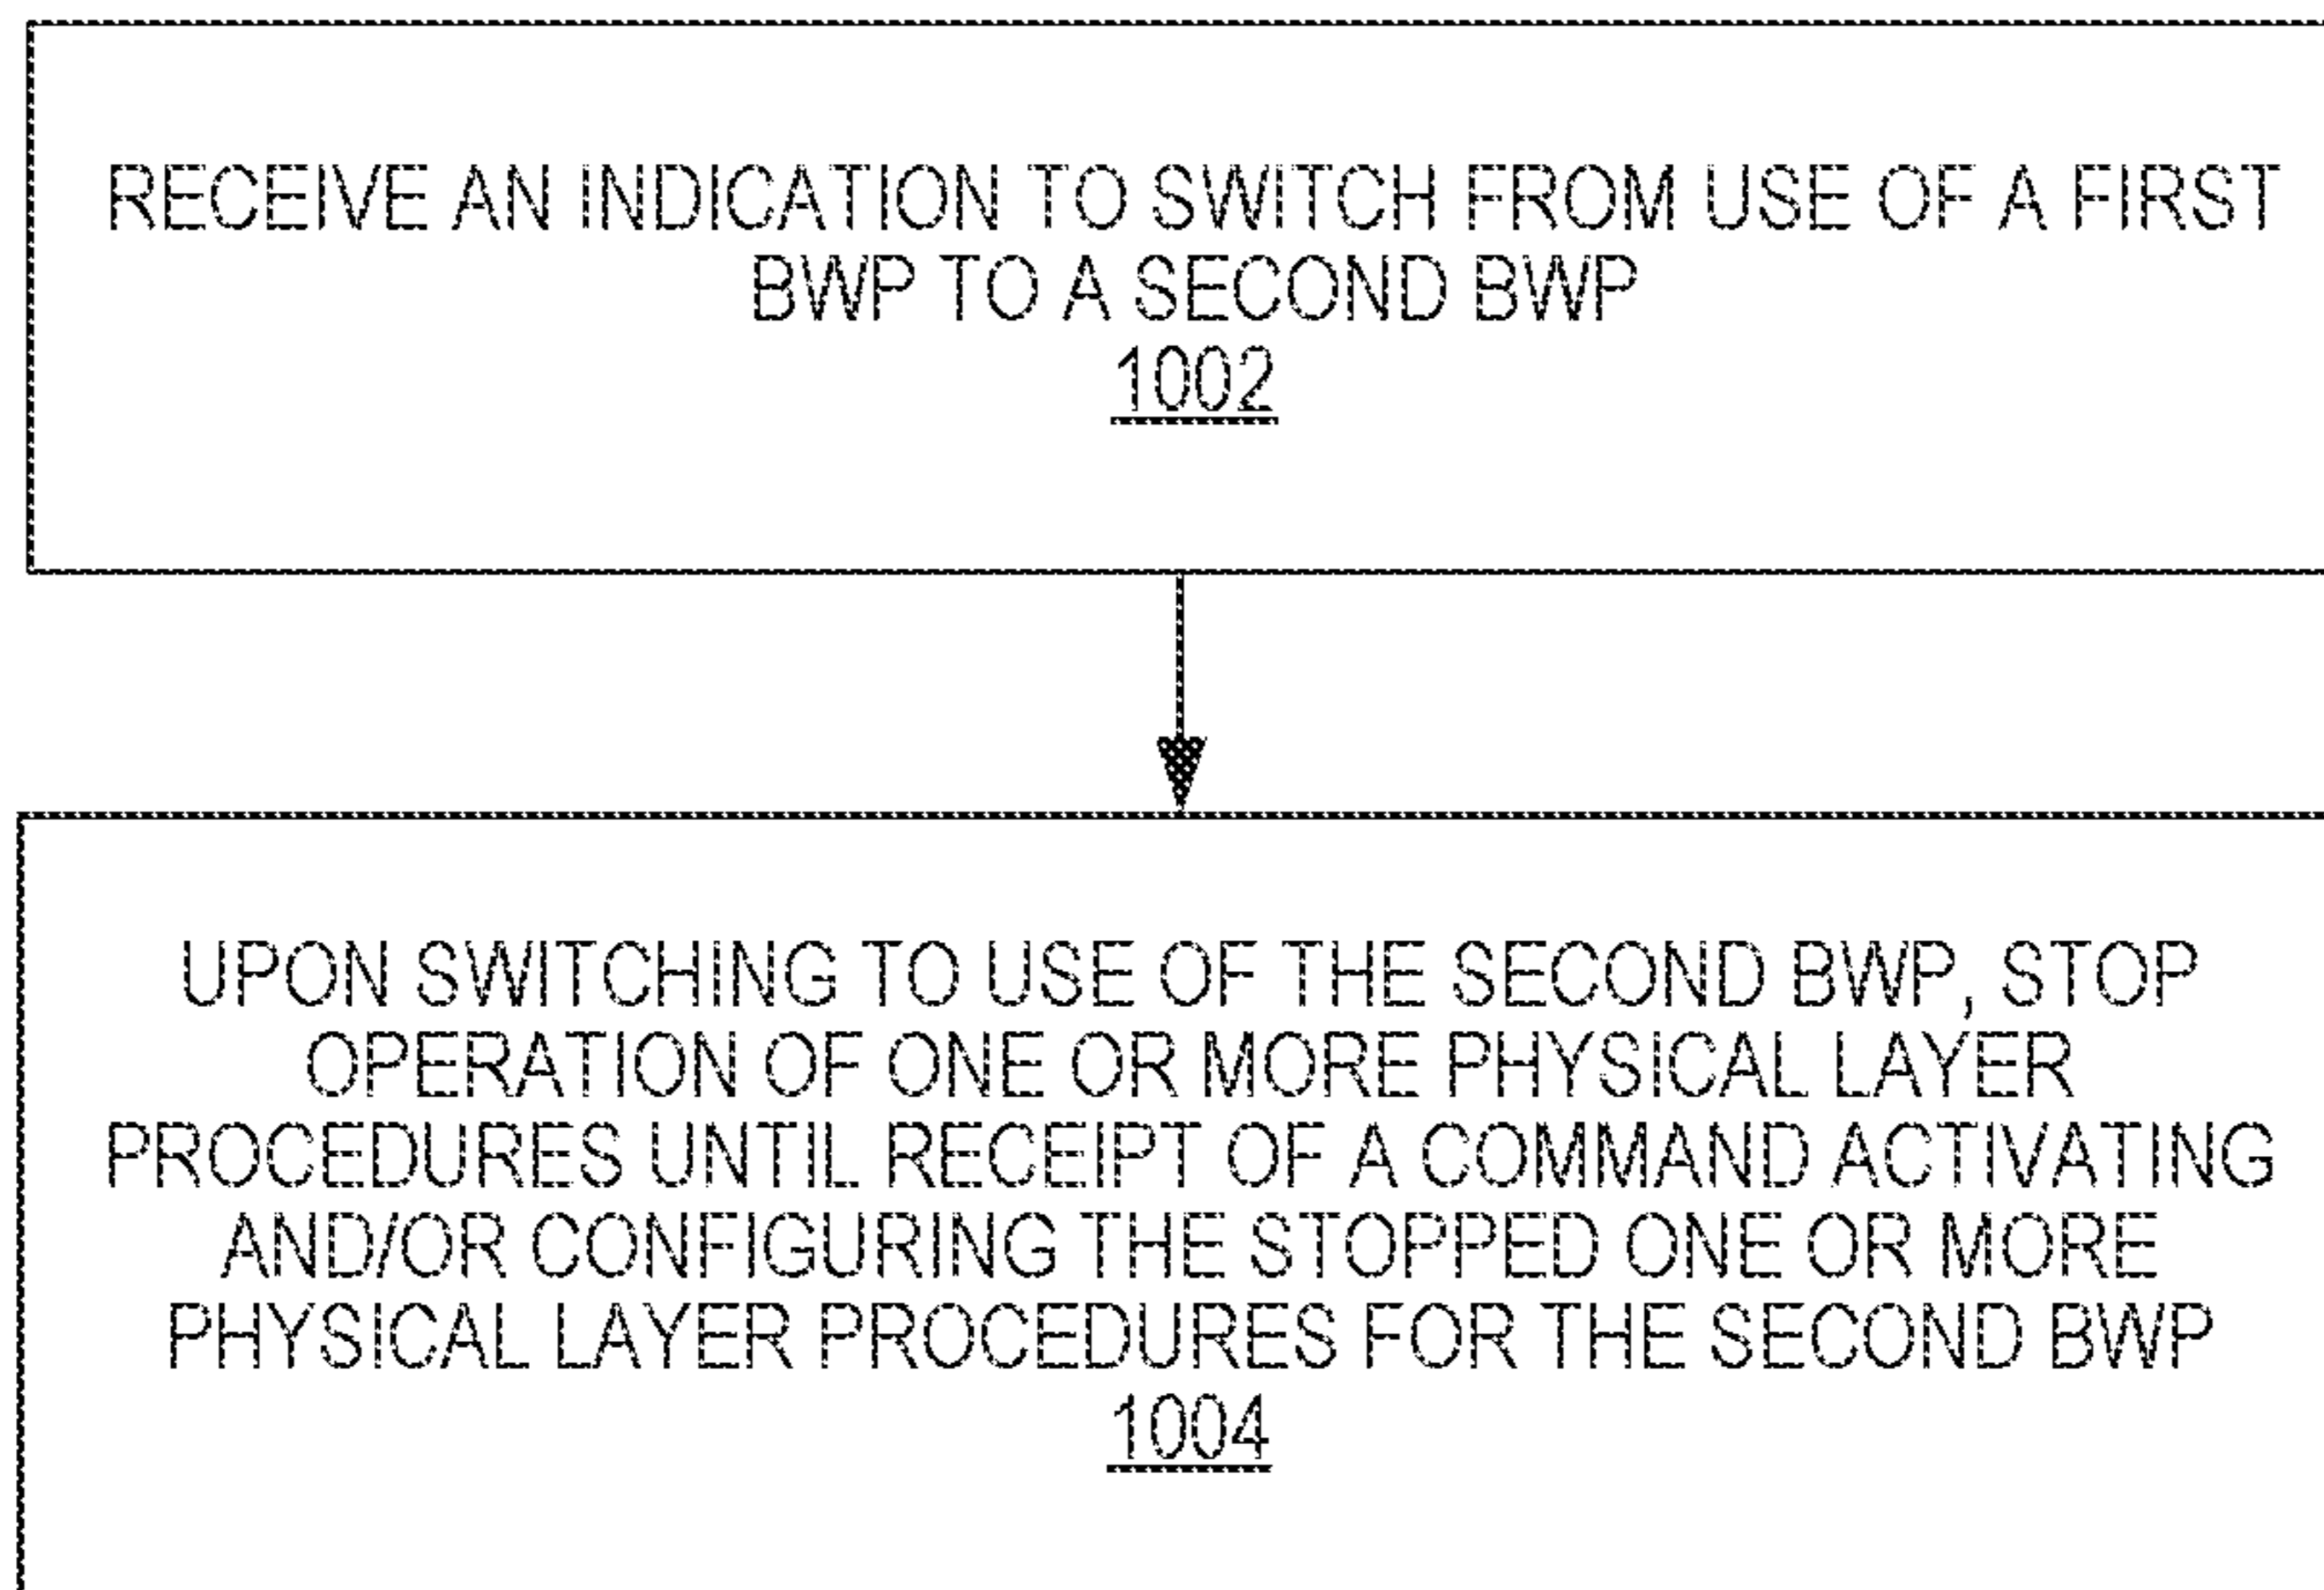 RECEIVE AN INDICATION TO SWITCH FROM USE OF A FIRST
BWP TO A SECOND BWP
1002
UPON SWITCHING TO USE OF THE SECOND BWP, STOP
OPERATION OF ONE OR MORE PHYSICAL LAYER
PROCEDURES UNTIL RECEIPT OF A COMMAND ACTIVATING
AND/OR CONFIGURING THE STOPPED ONE OR MORE
PHYSICAL LAYER PROCEDURES FOR THE SECOND BWP
1004